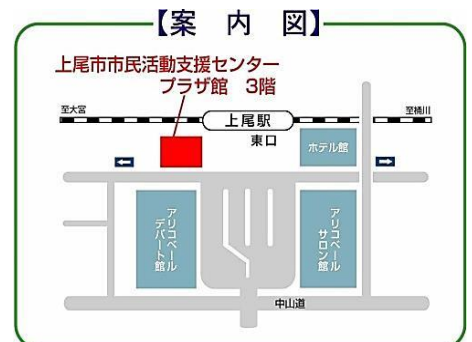 【案内図】
上尾市市民活動支援センター
プラザ館 3階
至大宮
上尾駅
至桶川
東口
ホテル館
アリコベール
デパート館
アリコベール
サロン館
中山道